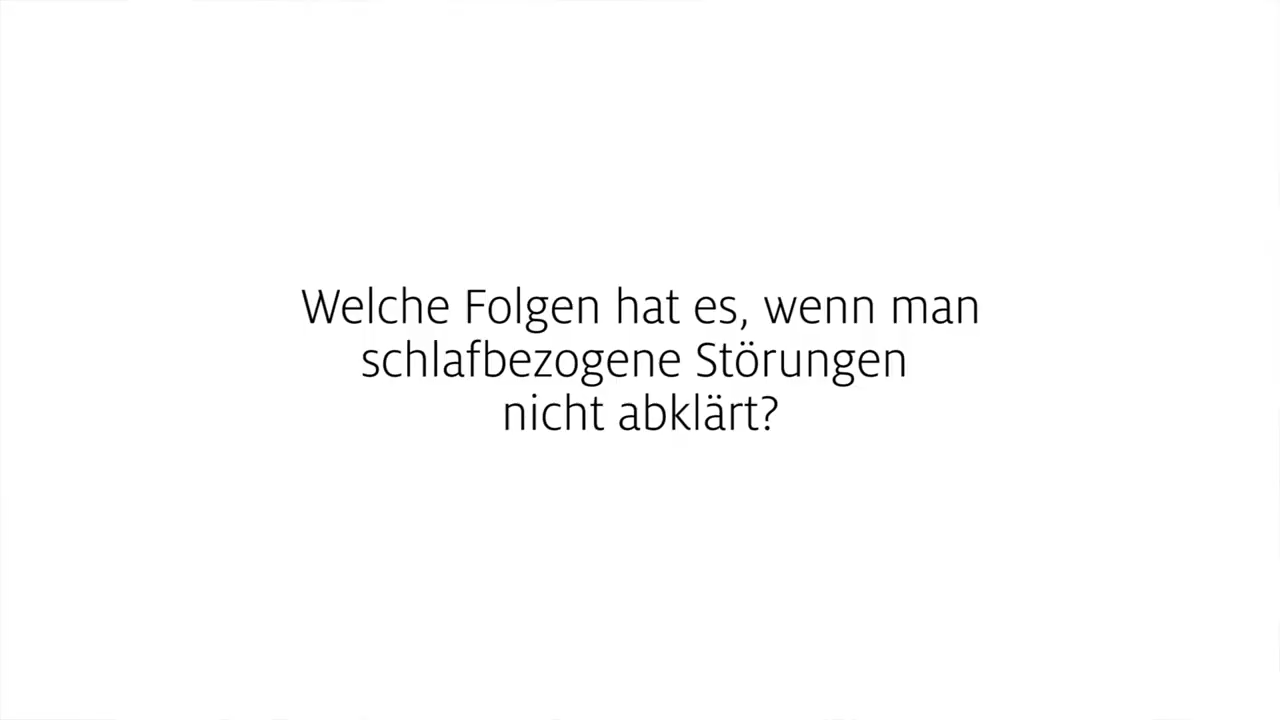 Welche Folgen hat es, wenn man
schlafbezogene Störungen
nicht abklärt?